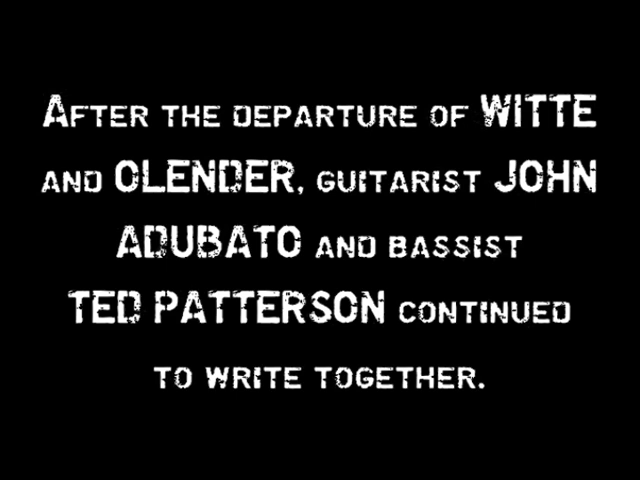 After the departure of WITTE
and OLENDER, guitarist JOHN
ADUBATO and bassist
TED PATTERSON continued
to write together.